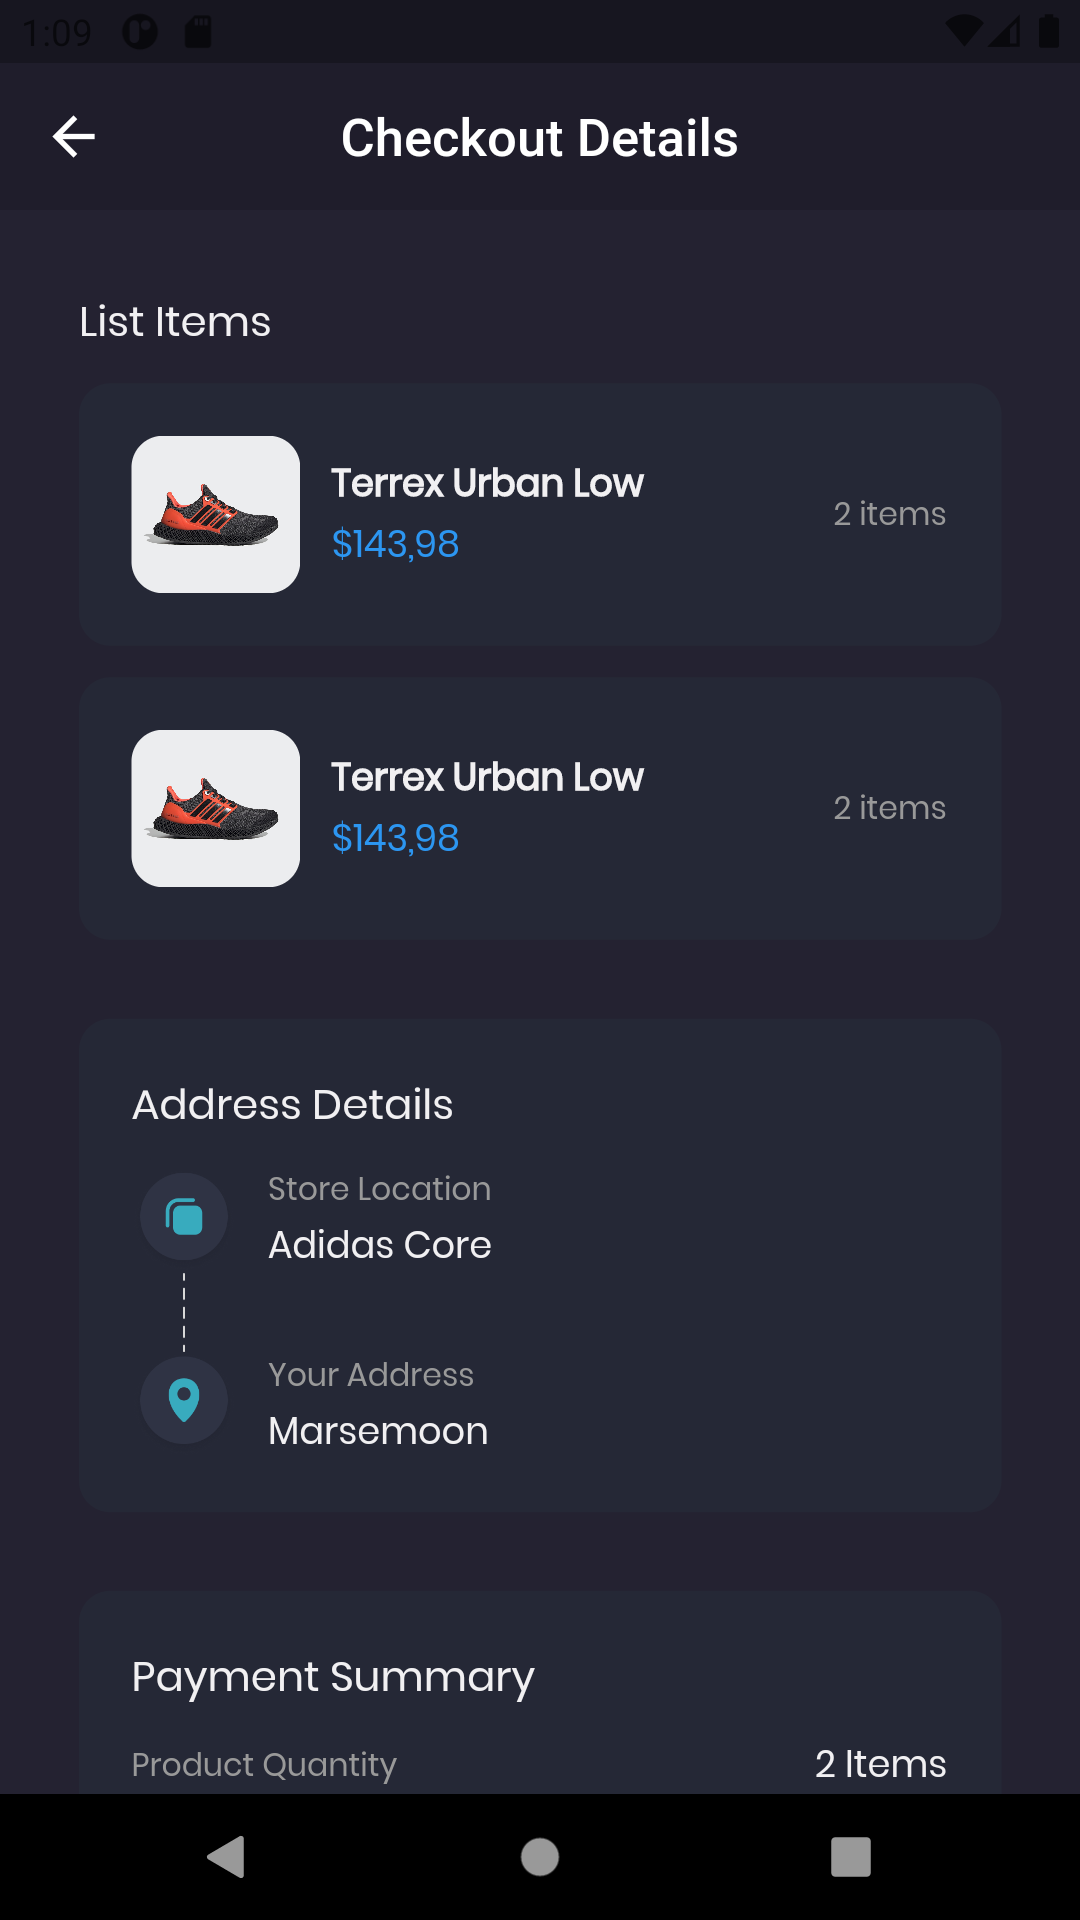 1:09
Checkout Details
List Items
Terrex Urban Low
$143,98
2 items
Terrex Urban Low
$143,98
2 items
Address Details
Store Location
Adidas Core
Your Address
Marsemoon
Payment Summary
Product Quantity
2 Items